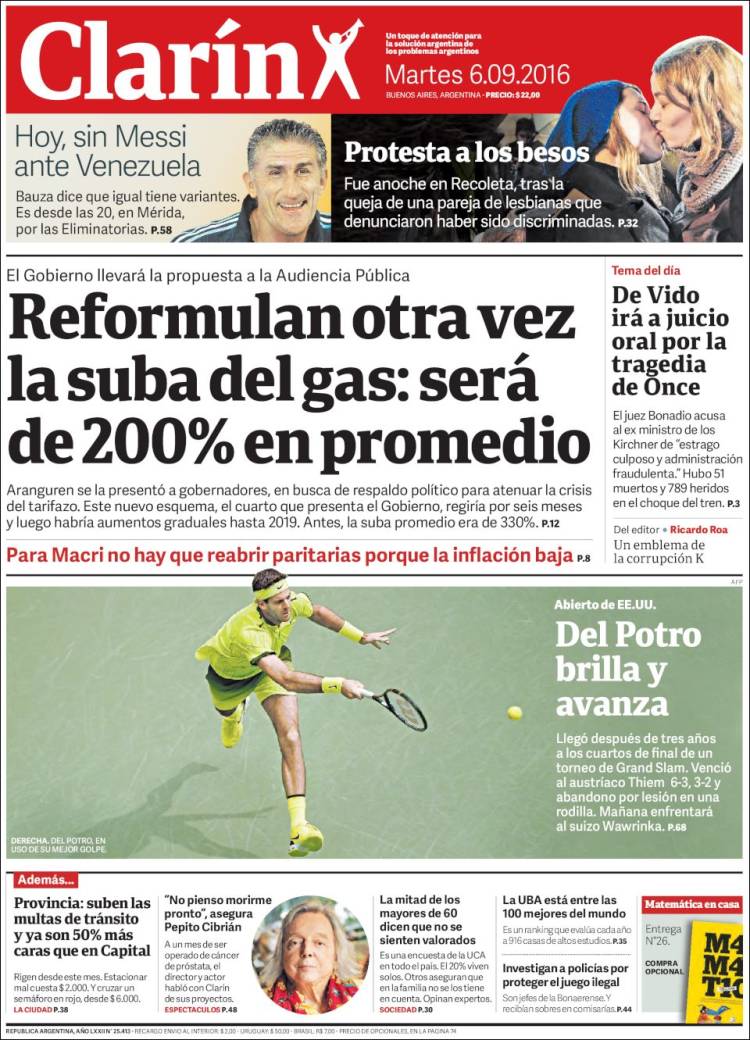 Clarín
Un toque de atención para
la solución argentina de
los problemas argentinos
Martes 6.09.2016
BUENOS AIRES, ARGENTINA - PRECIO: $ 22,00
Hoy, sin Messi
ante Venezuela
Bauza dice que igual tiene variantes.
Es desde las 20, en Mérida,
por las Eliminatorias. P.58
Protesta a los besos
Fue anoche en Recoleta, tras la
queja de una pareja de lesbianas que
denunciaron haber sido discriminadas. P.32
El Gobierno llevará la propuesta a la Audiencia Pública
Reformulan otra vez
la suba del gas: será
de 200% en promedio
Aranguren se la presentó a gobernadores, en busca de respaldo político para atenuar la crisis
del tarifazo. Este nuevo esquema, el cuarto que presenta el Gobierno, regiría por seis meses
y luego habría aumentos graduales hasta 2019. Antes, la suba promedio era de 330%. P.12
Para Macri no hay que reabrir paritarias porque la inflación baja P.8
Tema del día
De Vido
irá a juicio
oral por la
tragedia
de Once
El juez Bonadio acusa
al ex ministro de los
Kirchner de “estrago
culposo y administración
fraudulenta.” Hubo 51
muertos y 789 heridos
en el choque del tren. P.3
Del editor • Ricardo Roa
Un emblema de
la corrupción K
AFP
Abierto de EE.UU.
Del Potro
brilla y
avanza
Llegó después de tres años
a los cuartos de final de un
torneo de Grand Slam. Venció
al austríaco Thiem 6-3, 3-2 y
abandono por lesión en una
rodilla. Mañana enfrentará
al suizo Wawrinka. P.68
DERECHA. DEL POTRO, EN
USO DE SU MEJOR GOLPE.
Además...
Provincia: suben las
multas de tránsito
y ya son 50% más
caras que en Capital
Rigen desde este mes. Estacionar
mal cuesta $ 2.000. Y cruzar un
semáforo en rojo, desde $ 6.000.
LA CIUDAD P.38
“No pienso morirme
pronto”, asegura
Pepito Cibrián
A un mes de ser
operado de cáncer
de próstata, el
director y actor
habló con Clarín
de sus proyectos.
ESPECTACULOS P.48
La mitad de los
mayores de 60
dicen que no se
sienten valorados
Es una encuesta de la UCA
en todo el país. El 20% viven
solos. Otros aseguran que
en la familia no se los tiene
en cuenta. Opinan expertos.
SOCIEDAD P.30
La UBA está entre las
100 mejores del mundo
Es un ranking que evalúa cada año
a 916 casas de altos estudios. P.35
Investigan a policías por
proteger el juego ilegal
Son jefes de la Bonaerense. Y
recibían sobres en comisarías. P.44
Matemática en casa
Entrega
N°26.
COMPRA
OPCIONAL
REPUBLICA ARGENTINA, AÑO LXXII N° 25.413 - RECARGO ENVIO AL INTERIOR: $ 2,00 - URUGUAY: $ 50,00 - BRASIL, R$ 7,00 - PRECIO DE OPCIONALES, EN LA PAGINA 74